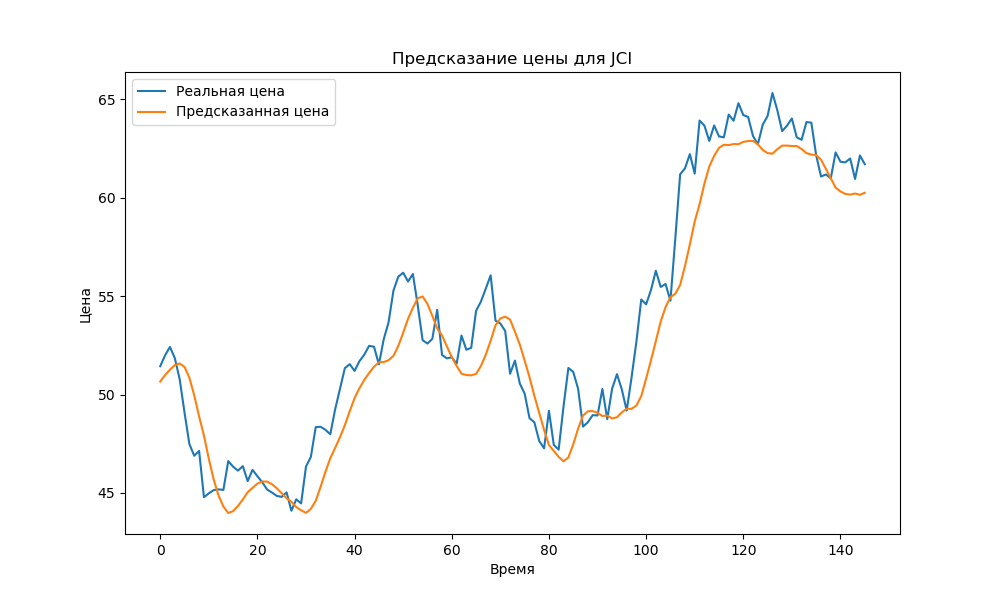 Предсказание цены для JCI
Реальная цена
Предсказанная цена
Цена
65
60
55
50
45
0 20 40 60 80 100 120 140
Время